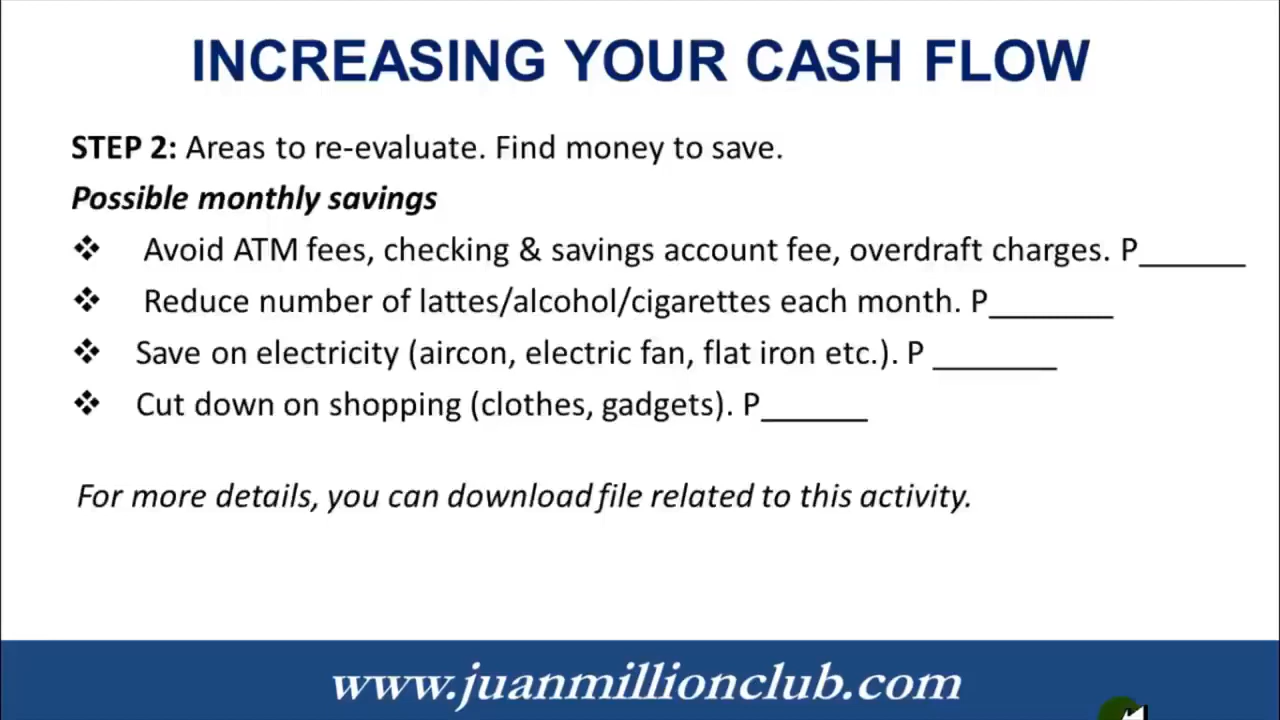 INCREASING YOUR CASH FLOW
STEP 2: Areas to re-evaluate. Find money to save.
Possible monthly savings
❖ Avoid ATM fees, checking & savings account fee, overdraft charges. P______
❖ Reduce number of lattes/alcohol/cigarettes each month. P_______
❖ Save on electricity (aircon, electric fan, flat iron etc.). P _______
❖ Cut down on shopping (clothes, gadgets). P______
For more details, you can download file related to this activity.
www.juanmillionclub.com